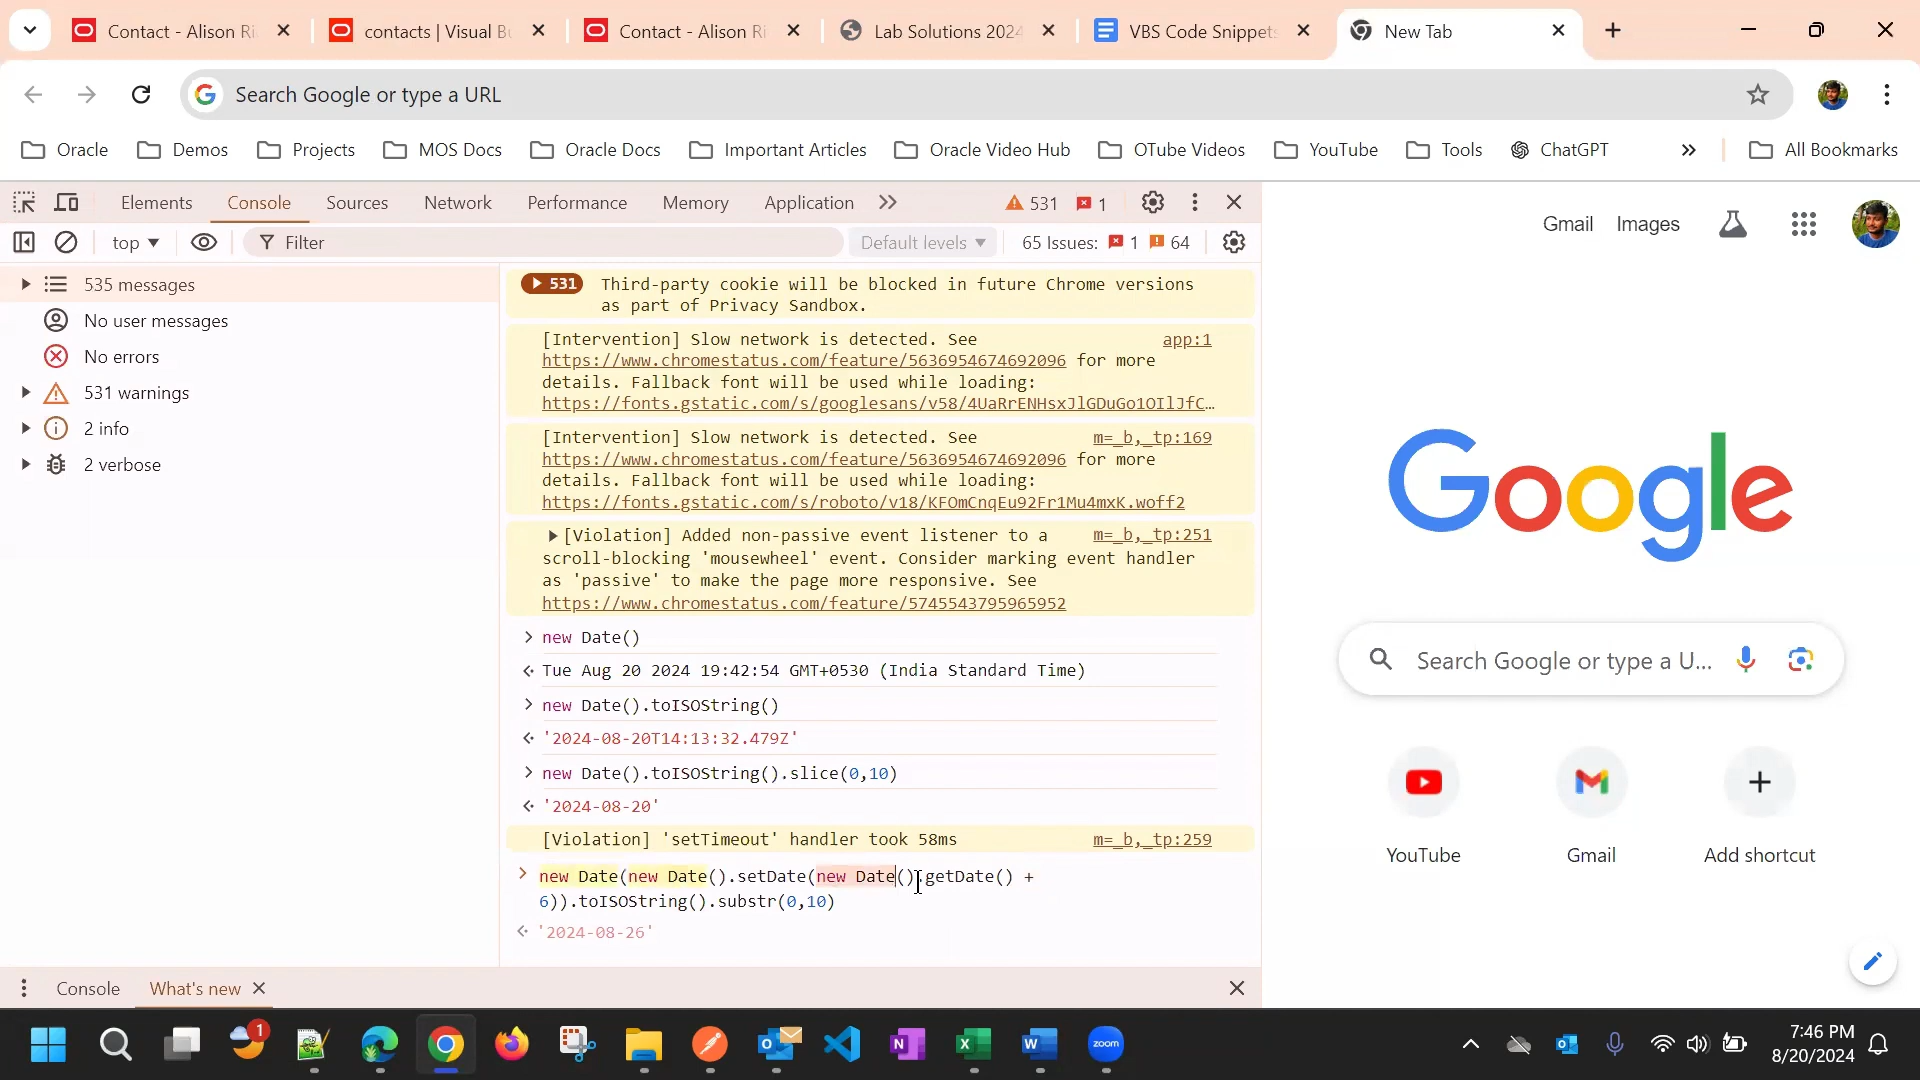 Contact - Alison Ri
contacts | Visual Bu
Contact - Alison Ri
Lab Solutions 2024
VBS Code Snippets
New Tab
Search Google or type a URL
Oracle
Demos
Projects
MOS Docs
Oracle Docs
Important Articles
Oracle Video Hub
OTube Videos
YouTube
Tools
ChatGPT
All Bookmarks
Elements
Console
Sources
Network
Performance
Memory
Application
531
1
top
Filter
Default levels
65 Issues: 1 64
Gmail
Images
535 messages
No user messages
No errors
531 warnings
2 info
2 verbose
531 Third-party cookie will be blocked in future Chrome versions
as part of Privacy Sandbox.
[Intervention] Slow network is detected. See app:1
https://www.chromestatus.com/feature/5636954674692096 for more
details. Fallback font will be used while loading:
https://fonts.gstatic.com/s/googlesans/v58/4UaRrENHsxJlGDuGo1OIlJfC…
[Intervention] Slow network is detected. See m=_b,_tp:169
https://www.chromestatus.com/feature/5636954674692096 for more
details. Fallback font will be used while loading:
https://fonts.gstatic.com/s/roboto/v18/KFOmCnqEu92Fr1Mu4mxK.woff2
[Violation] Added non-passive event listener to a m=_b,_tp:251
scroll-blocking 'mousewheel' event. Consider marking event handler
as 'passive' to make the page more responsive. See
https://www.chromestatus.com/feature/5745543795965952
new Date()
Tue Aug 20 2024 19:42:54 GMT+0530 (India Standard Time)
new Date().toISOString()
'2024-08-20T14:13:32.479Z'
new Date().toISOString().slice(0,10)
'2024-08-20'
[Violation] 'setTimeout' handler took 58ms m=_b,_tp:259
new Date(new Date().setDate(new Date().getDate() +
6)).toISOString().substr(0,10)
'2024-08-26'
Google
Search Google or type a U...
YouTube
Gmail
Add shortcut
Console
What's new
1
N
X
W
zoom
7:46 PM
8/20/2024